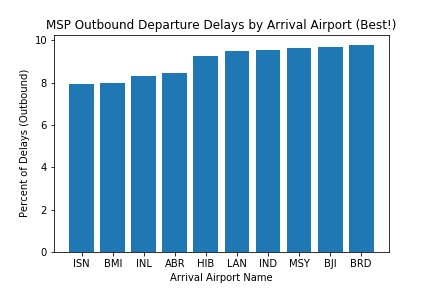 MSP Outbound Departure Delays by Arrival Airport (Best!)
Percent of Delays (Outbound)
10
8
6
4
2
0
ISN BMI INL ABR HIB LAN IND MSY BJI BRD
Arrival Airport Name